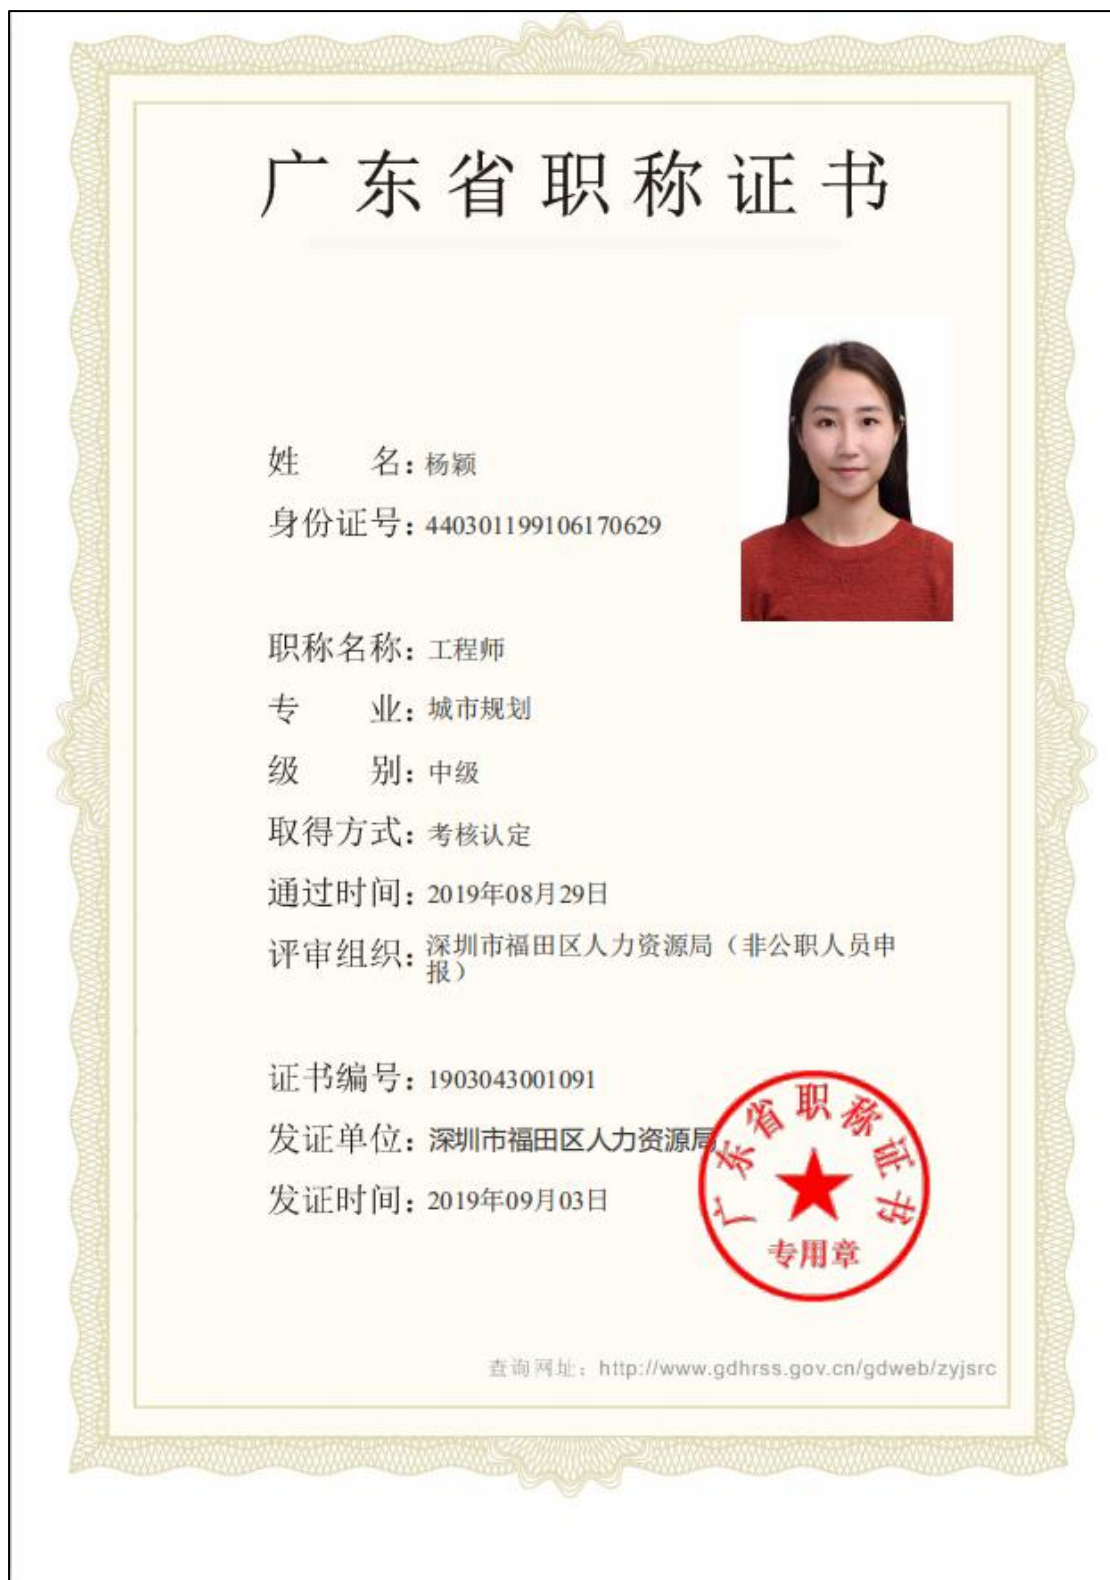 广东省职称证书
姓 名：杨颖
身份证号：440301199106170629
职称名称：工程师
专 业：城市规划
级 别：中级
取得方式：考核认定
通过时间：2019年08月29日
评审组织：深圳市福田区人力资源局（非公职人员申
报）
证书编号：1903043001091
发证单位：深圳市福田区人力资源局
发证时间：2019年09月03日
广东省职称证书
专用章
查询网址：http://www.gdhrss.gov.cn/gdweb/zyjsrc